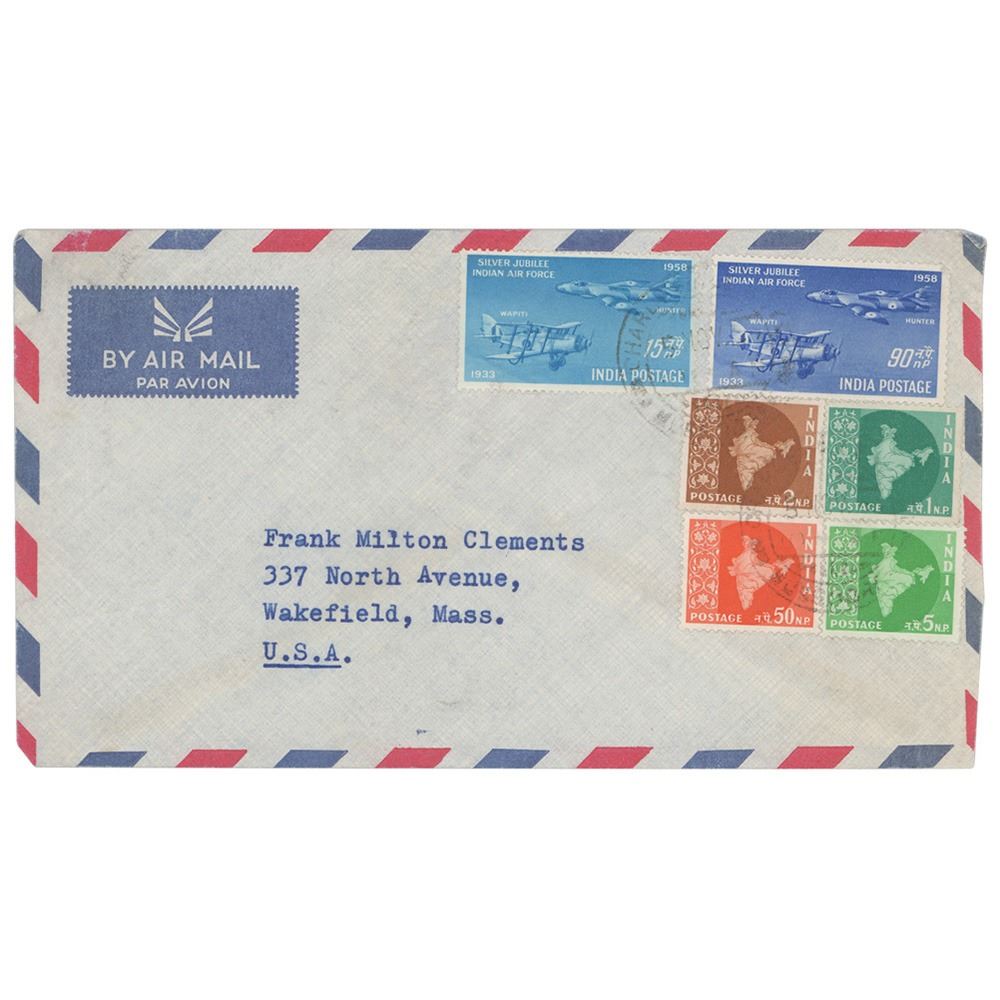 BY AIR MAIL
PAR AVION
SILVER JUBILEE
INDIAN AIR FORCE
1958
WAPITI
HUNTER
15 न.पै.
NP
1933
INDIA POSTAGE
SILVER JUBILEE
INDIAN AIR FORCE
1958
WAPITI
HUNTER
90 न.पै.
NP
1933
INDIA POSTAGE
INDIA
POSTAGE न.पै. 2 N.P.
INDIA
POSTAGE न.पै. 1 N.P.
INDIA
POSTAGE न.पै. 50 N.P.
INDIA
POSTAGE न.पै. 5 N.P.
Frank Milton Clements
337 North Avenue,
Wakefield, Mass.
U.S.A.